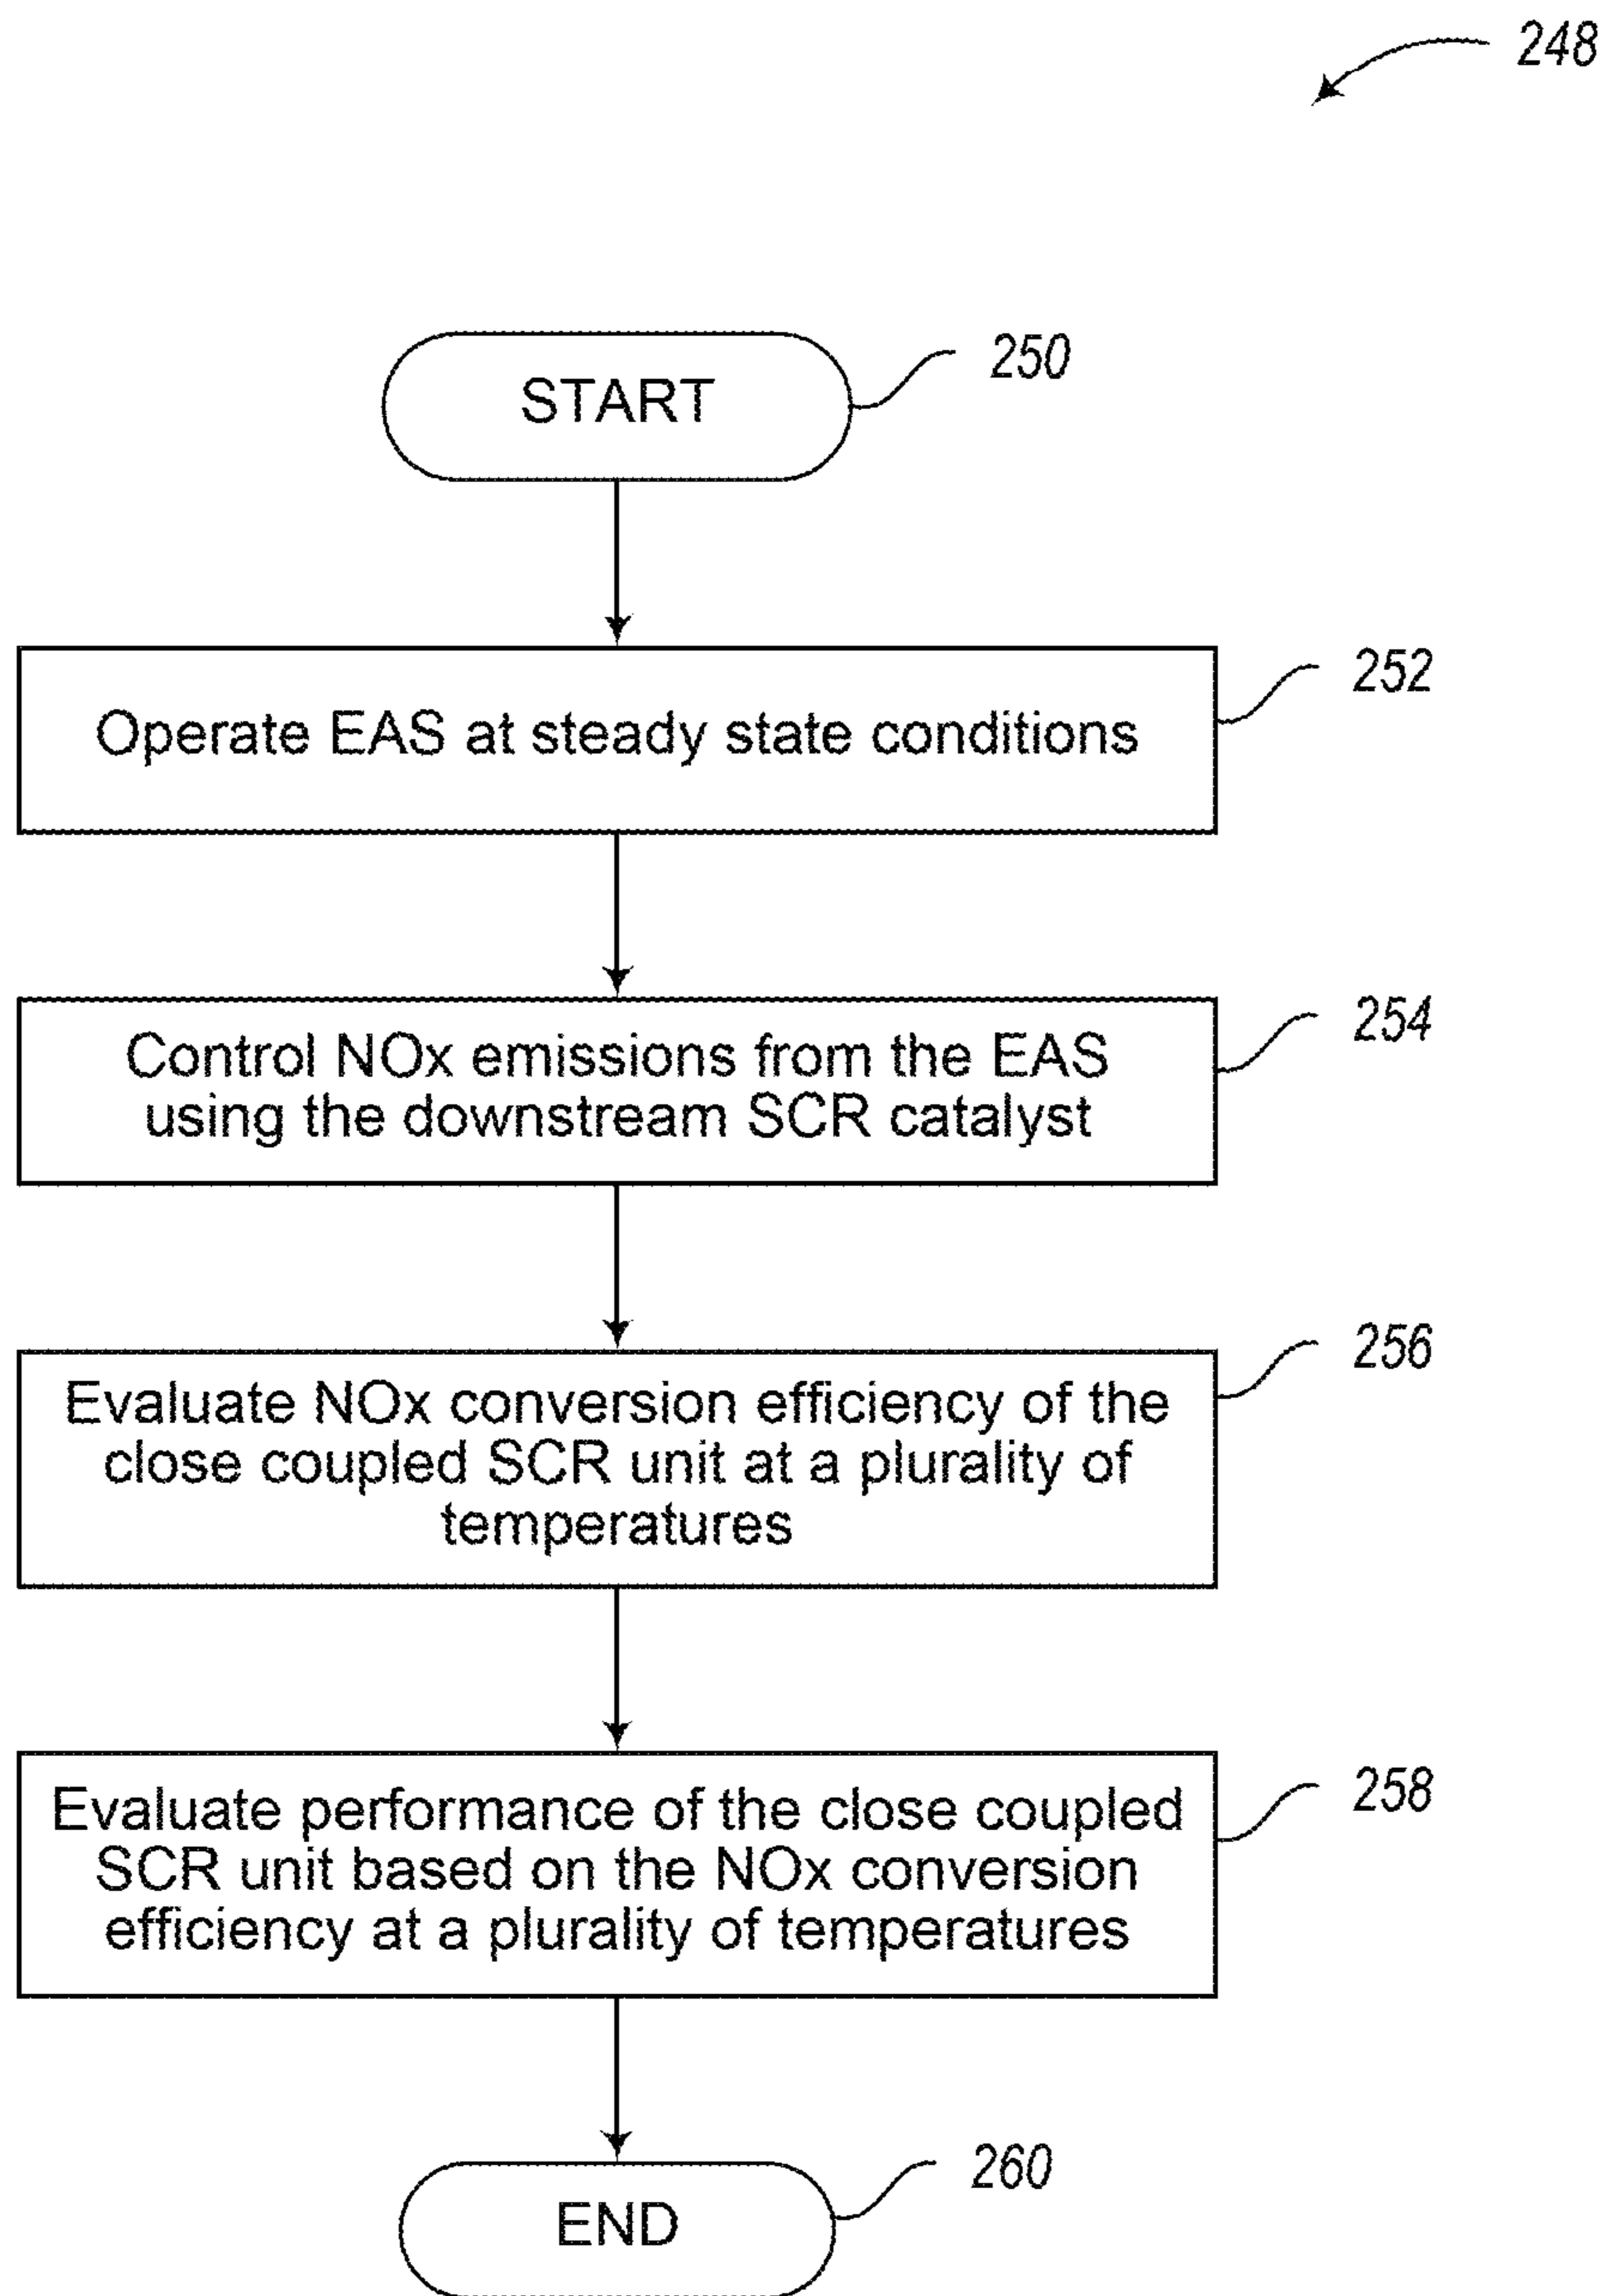 248
START
250
Operate EAS at steady state conditions
252
Control NOx emissions from the EAS
using the downstream SCR catalyst
254
Evaluate NOx conversion efficiency of the
close coupled SCR unit at a plurality of
temperatures
256
Evaluate performance of the close coupled
SCR unit based on the NOx conversion
efficiency at a plurality of temperatures
258
END
260